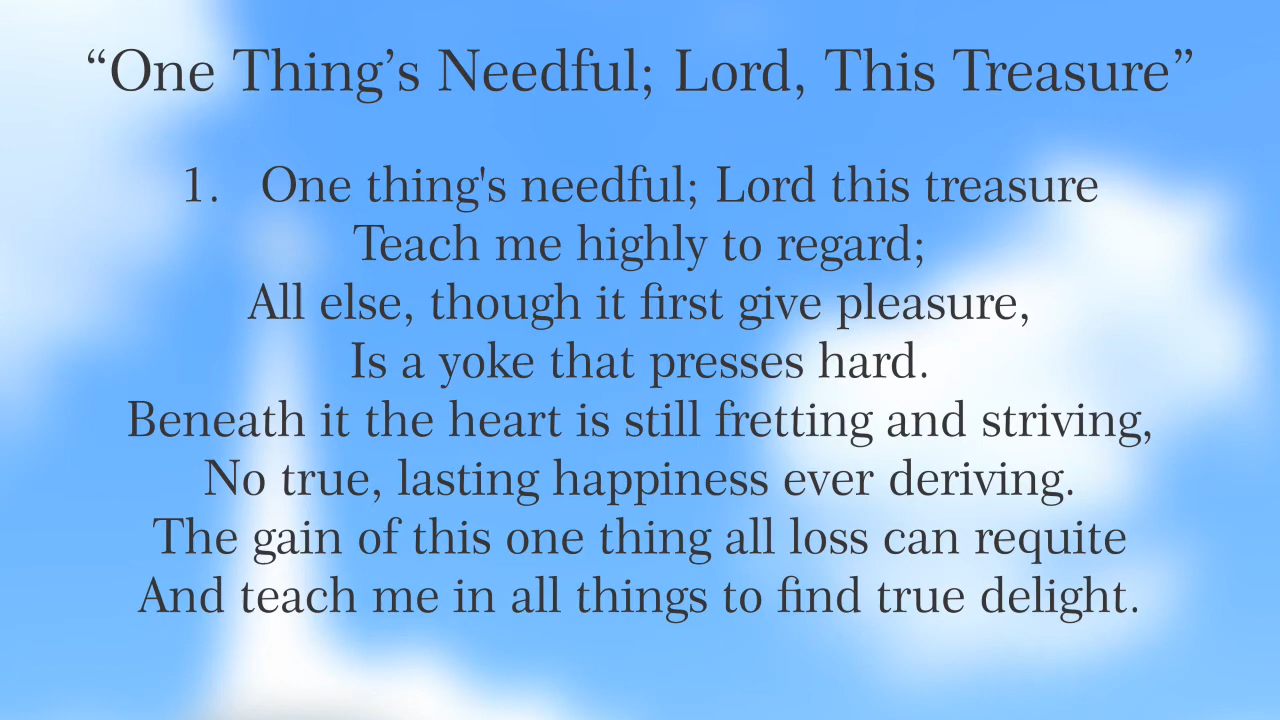 “One Thing’s Needful; Lord, This Treasure”
1. One thing's needful; Lord this treasure
Teach me highly to regard;
All else, though it first give pleasure,
Is a yoke that presses hard.
Beneath it the heart is still fretting and striving,
No true, lasting happiness ever deriving.
The gain of this one thing all loss can requite
And teach me in all things to find true delight.